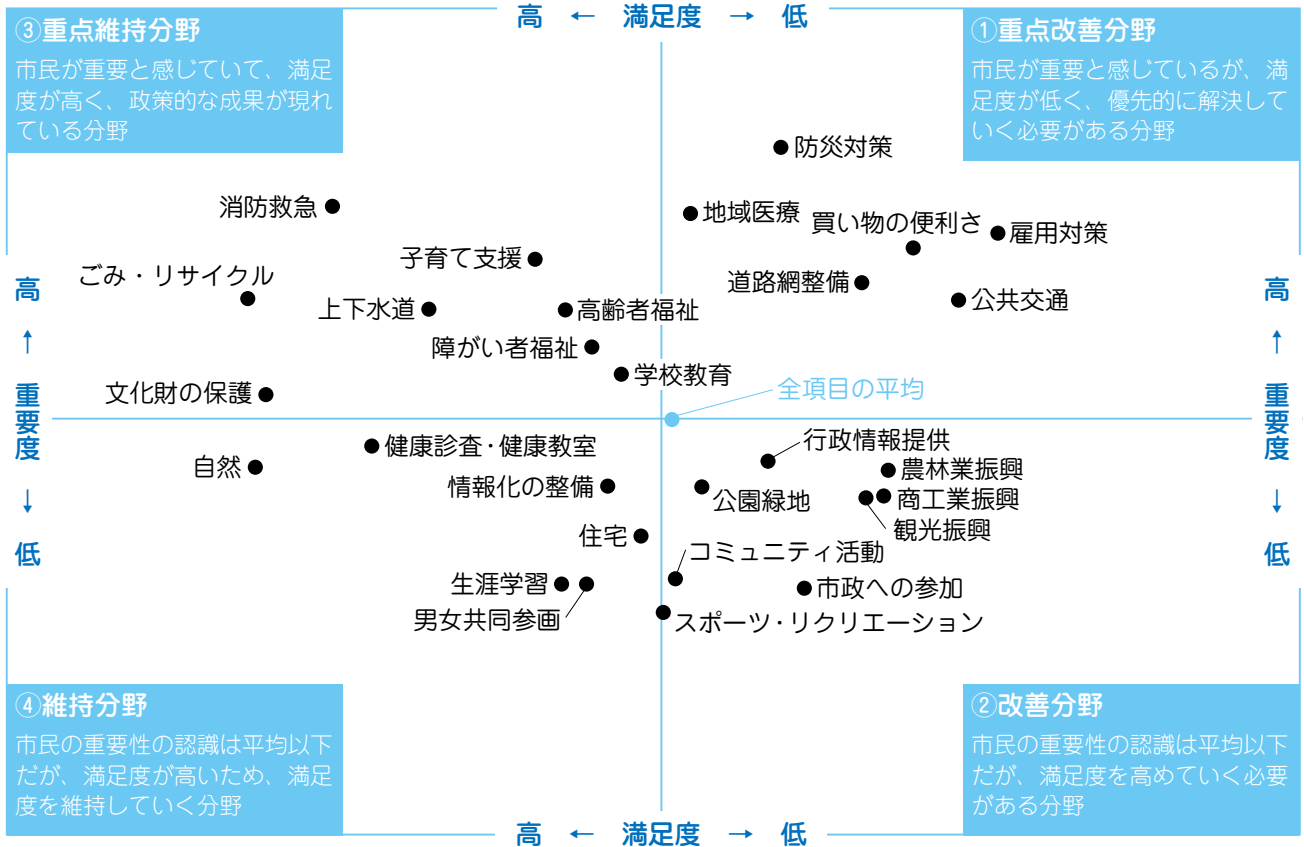 高 ← 満足度 → 低
③重点維持分野
市民が重要と感じていて、満足
度が高く、政策的な成果が現れ
ている分野
①重点改善分野
市民が重要と感じているが、満
足度が低く、優先的に解決して
いく必要がある分野
防災対策
消防救急
地域医療
買い物の便利さ
雇用対策
子育て支援
ごみ・リサイクル
道路網整備
公共交通
上下水道
高齢者福祉
障がい者福祉
学校教育
文化財の保護
全項目の平均
高 ↑ 重要度 ↓ 低
高 ↑ 重要度 ↓ 低
行政情報提供
健康診査・健康教室
自然
農林業振興
情報化の整備
公園緑地
商工業振興
観光振興
住宅
コミュニティ活動
生涯学習
市政への参加
男女共同参画
スポーツ・リクリエーション
④維持分野
市民の重要性の認識は平均以下
だが、満足度が高いため、満足
度を維持していく分野
②改善分野
市民の重要性の認識は平均以下
だが、満足度を高めていく必要
がある分野
高 ← 満足度 → 低